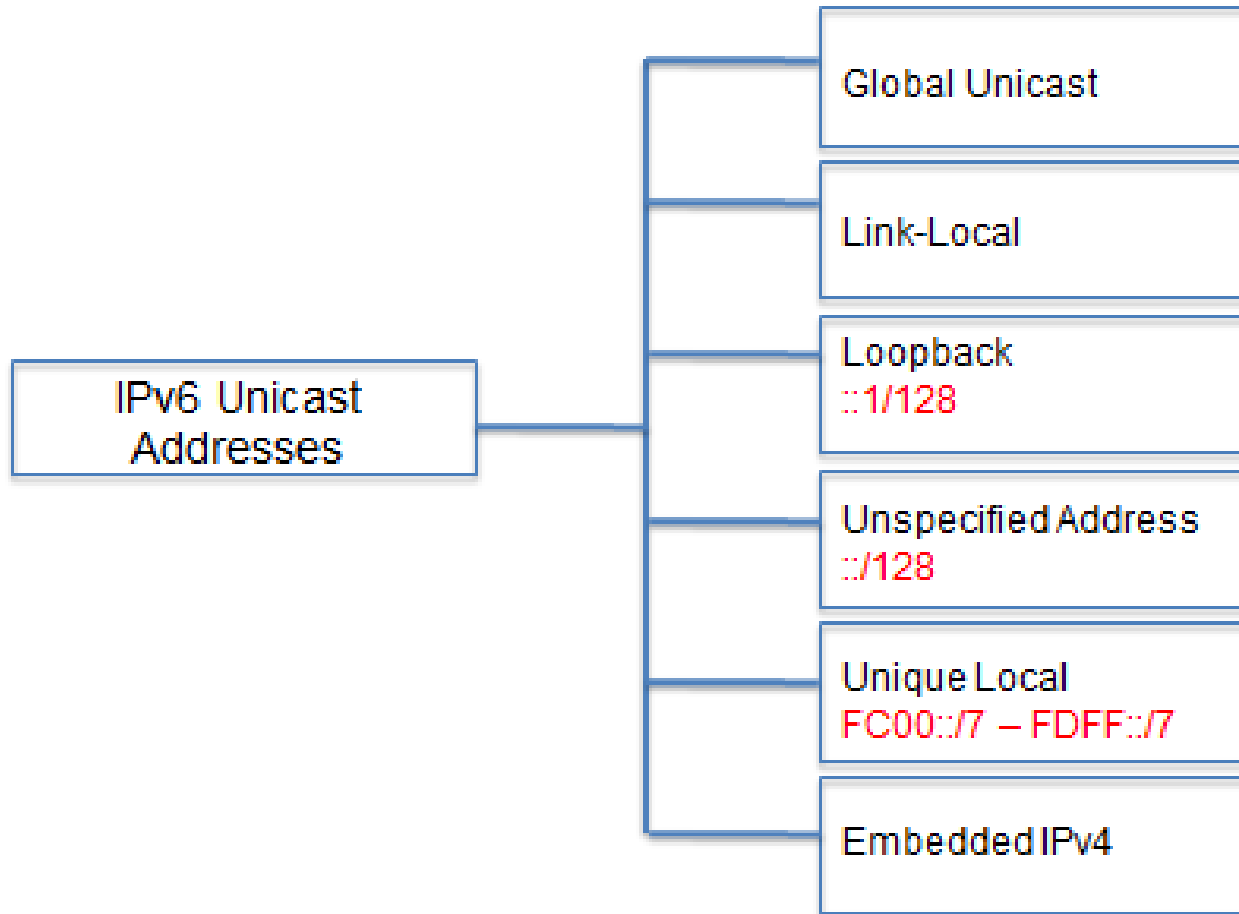 IPv6 Unicast
Addresses
Global Unicast
Link-Local
Loopback
::1/128
Unspecified Address
::/128
Unique Local
FC00::/7 – FDFF::/7
Embedded IPv4